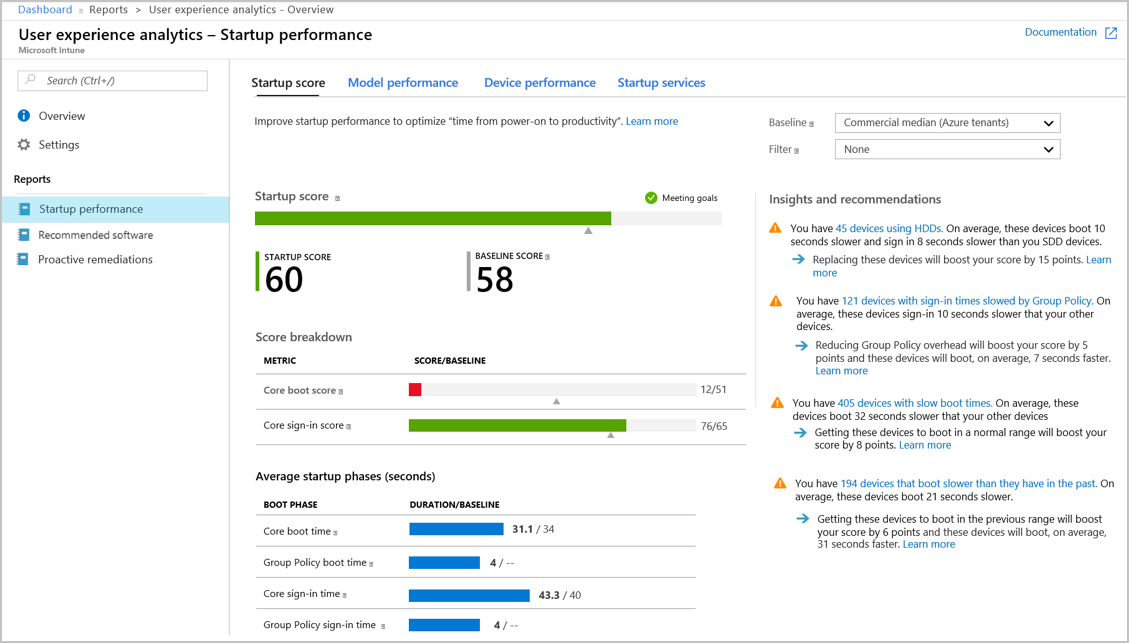 Dashboard Reports > User experience analytics - Overview
User experience analytics – Startup performance
Microsoft Intune
Documentation
Search (Ctrl+/)
Overview
Settings
Reports
Startup performance
Recommended software
Proactive remediations
Startup score Model performance Device performance Startup services
Improve startup performance to optimize “time from power-on to productivity”. Learn more
Baseline Commercial median (Azure tenants)
Filter None
Startup score Meeting goals
STARTUP SCORE
60
BASELINE SCORE
58
Score breakdown
METRIC SCORE/BASELINE
Core boot score 12/51
Core sign-in score 76/65
Average startup phases (seconds)
BOOT PHASE DURATION/BASELINE
Core boot time 31.1 / 34
Group Policy boot time 4 / --
Core sign-in time 43.3 / 40
Group Policy sign-in time 4 / --
Insights and recommendations
You have 45 devices using HDDs. On average, these devices boot 10
seconds slower and sign in 8 seconds slower than you SDD devices.
Replacing these devices will boost your score by 15 points. Learn
more
You have 121 devices with sign-in times slowed by Group Policy. On
average, these devices sign-in 10 seconds slower that your other
devices.
Reducing Group Policy overhead will boost your score by 5
points and these devices will boot, on average, 7 seconds faster.
Learn more
You have 405 devices with slow boot times. On average, these
devices boot 32 seconds slower that your other devices
Getting these devices to boot in a normal range will boost your
score by 8 points. Learn more
You have 194 devices that boot slower than they have in the past. On
average, these devices boot 21 seconds slower.
Getting these devices to boot in the previous range will boost
your score by 6 points and these devices will boot, on average,
31 seconds faster. Learn more